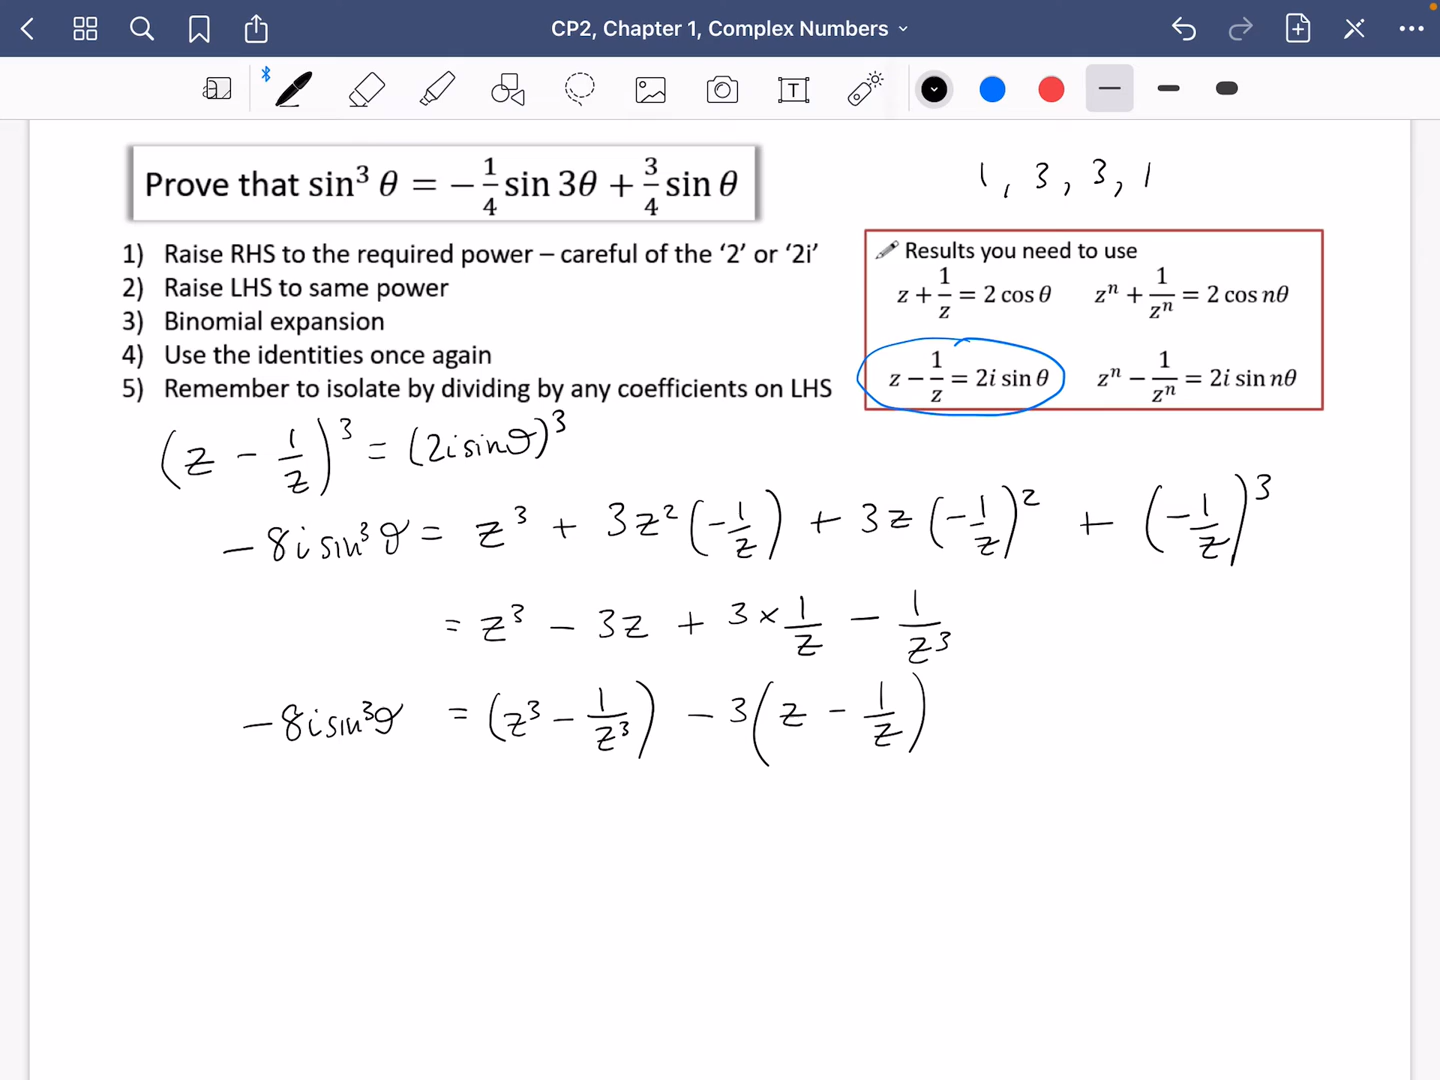 CP2, Chapter 1, Complex Numbers
a
T
Prove that sin³ θ = −1/4 sin 3θ + 3/4 sin θ
1, 3, 3, 1
1) Raise RHS to the required power – careful of the ‘2’ or ‘2i’
2) Raise LHS to same power
3) Binomial expansion
4) Use the identities once again
5) Remember to isolate by dividing by any coefficients on LHS
Results you need to use
z + 1/z = 2 cos θ zⁿ + 1/zⁿ = 2 cos nθ
z − 1/z = 2i sin θ zⁿ − 1/zⁿ = 2i sin nθ
(z − 1/z)³ = (2i sinθ)³
−8i sin³θ = z³ + 3z²(−1/z) + 3z(−1/z)² + (−1/z)³
= z³ − 3z + 3 × 1/z − 1/z³
−8i sin³θ = (z³ − 1/z³) − 3(z − 1/z)